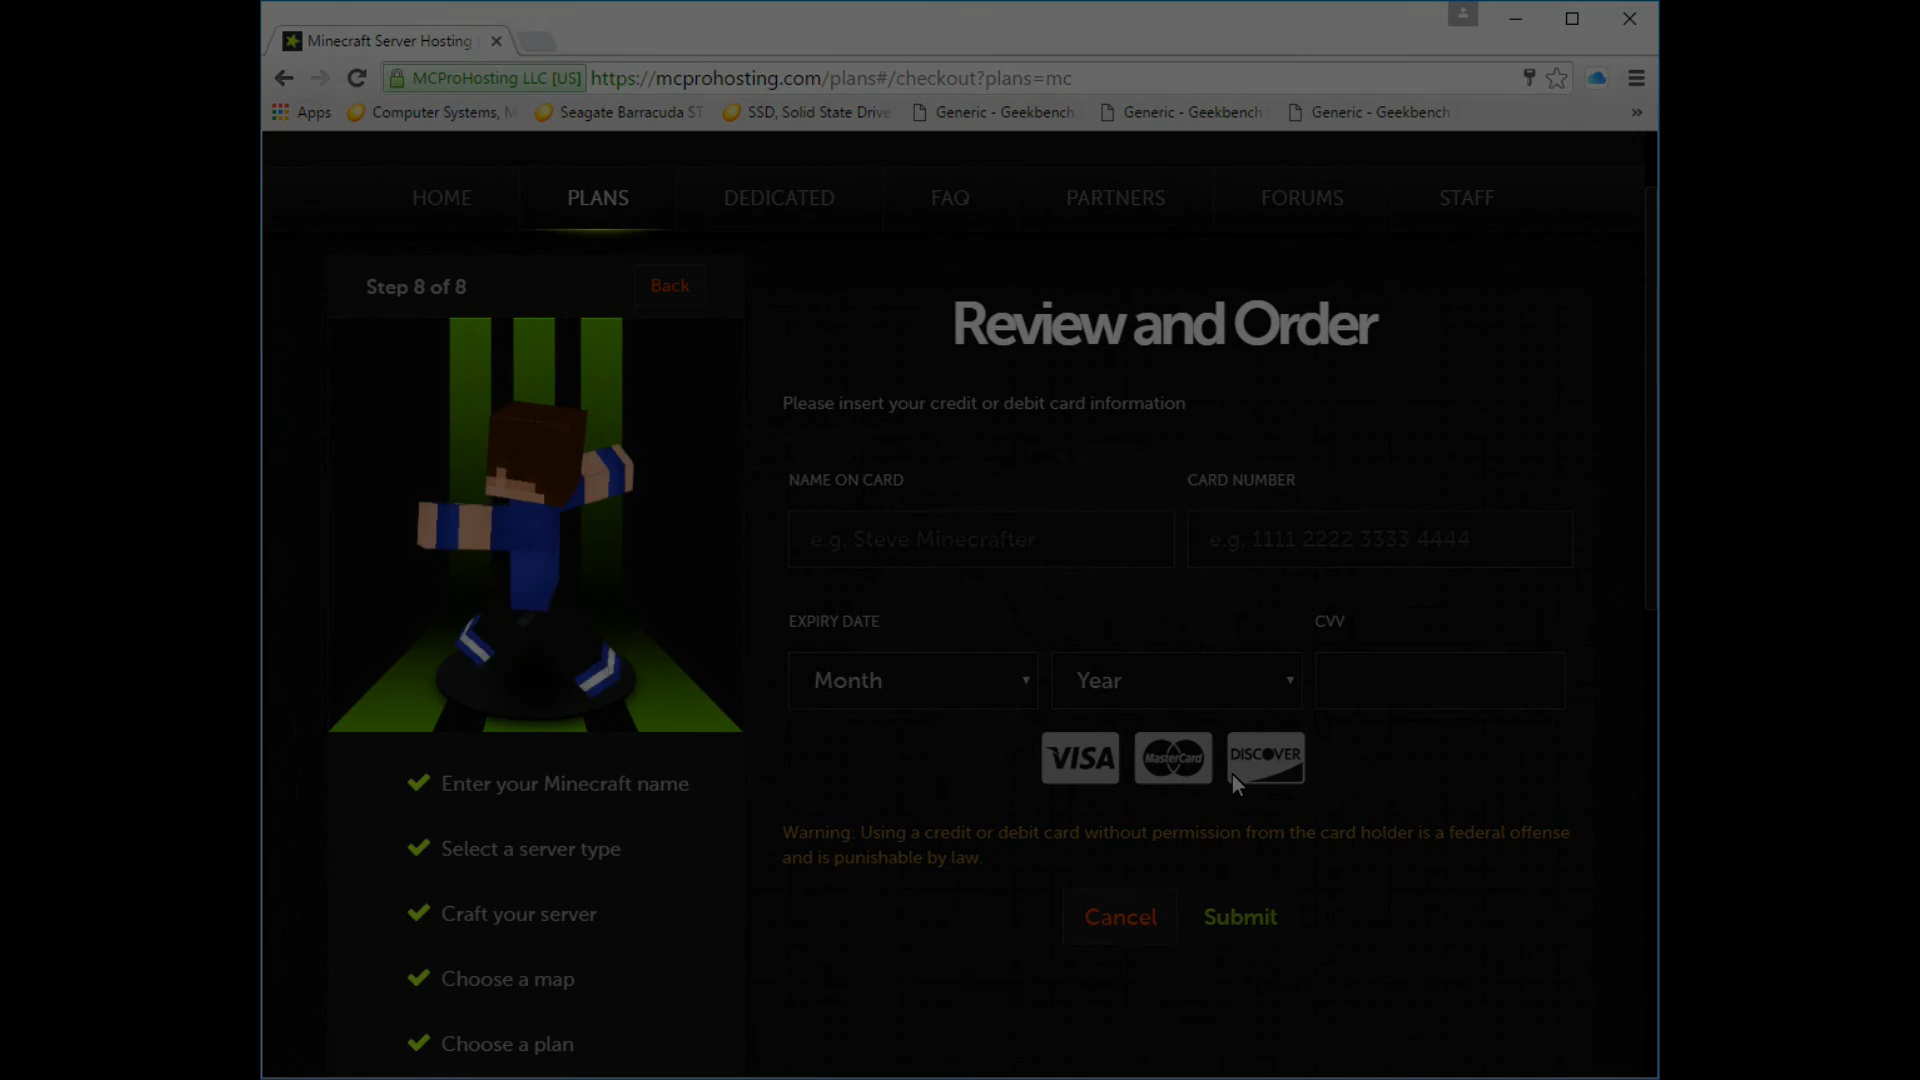 Minecraft Server Hosting
MCProHosting LLC [US] https://mcprohosting.com/plans#/checkout?plans=mc
Apps Computer Systems, M Seagate Barracuda ST SSD, Solid State Drive Generic - Geekbench Generic - Geekbench Generic - Geekbench »
HOME PLANS DEDICATED FAQ PARTNERS FORUMS STAFF
Step 8 of 8 Back
Review and Order
Please insert your credit or debit card information
NAME ON CARD CARD NUMBER
e.g. Steve Minecrafter e.g. 1111 2222 3333 4444
EXPIRY DATE CVV
Month Year
VISA MasterCard DISCOVER
Warning: Using a credit or debit card without permission from the card holder is a federal offense
and is punishable by law.
Cancel Submit
Enter your Minecraft name
Select a server type
Craft your server
Choose a map
Choose a plan